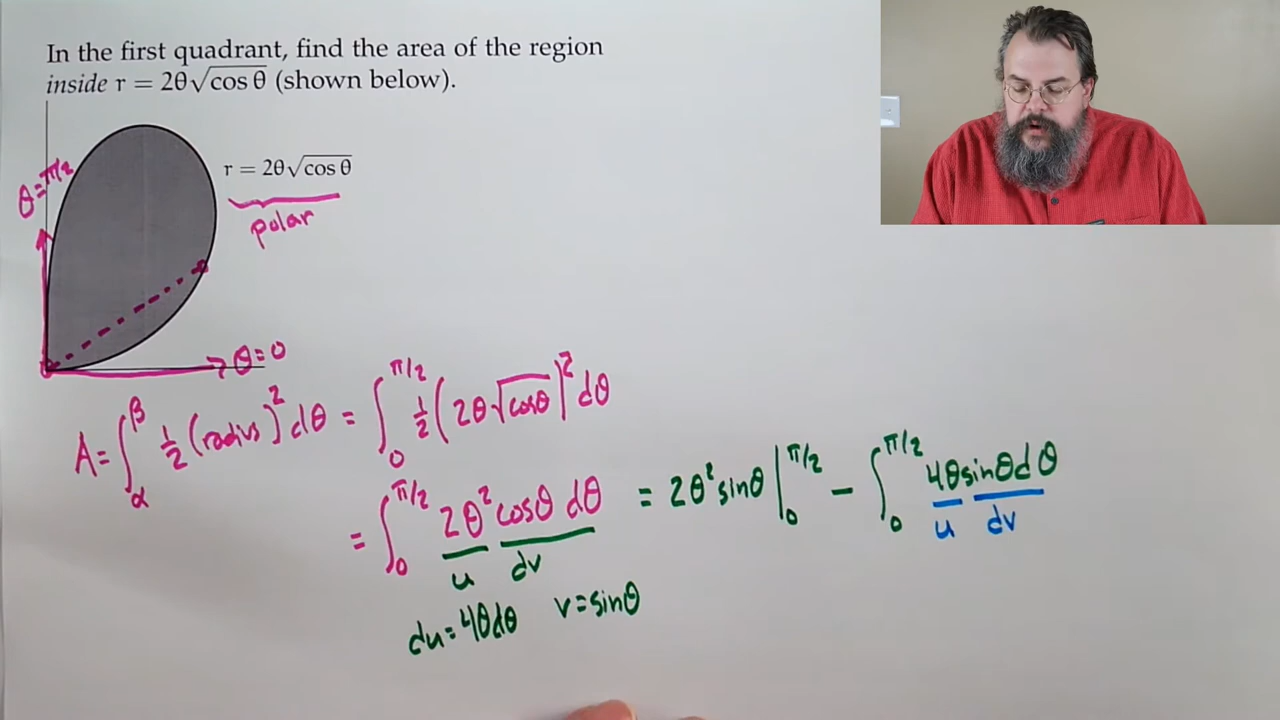 In the first quadrant, find the area of the region
inside r = 2θ√cos θ (shown below).
θ=π/2
r = 2θ√cos θ
polar
θ=0
A = ∫_α^β ½(radius)² dθ = ∫_0^{π/2} ½(2θ√cosθ)² dθ
= ∫_0^{π/2} 2θ² cosθ dθ = 2θ² sinθ |_0^{π/2} − ∫_0^{π/2} 4θ sinθ dθ
u dv u dv
du = 4θdθ v = sinθ